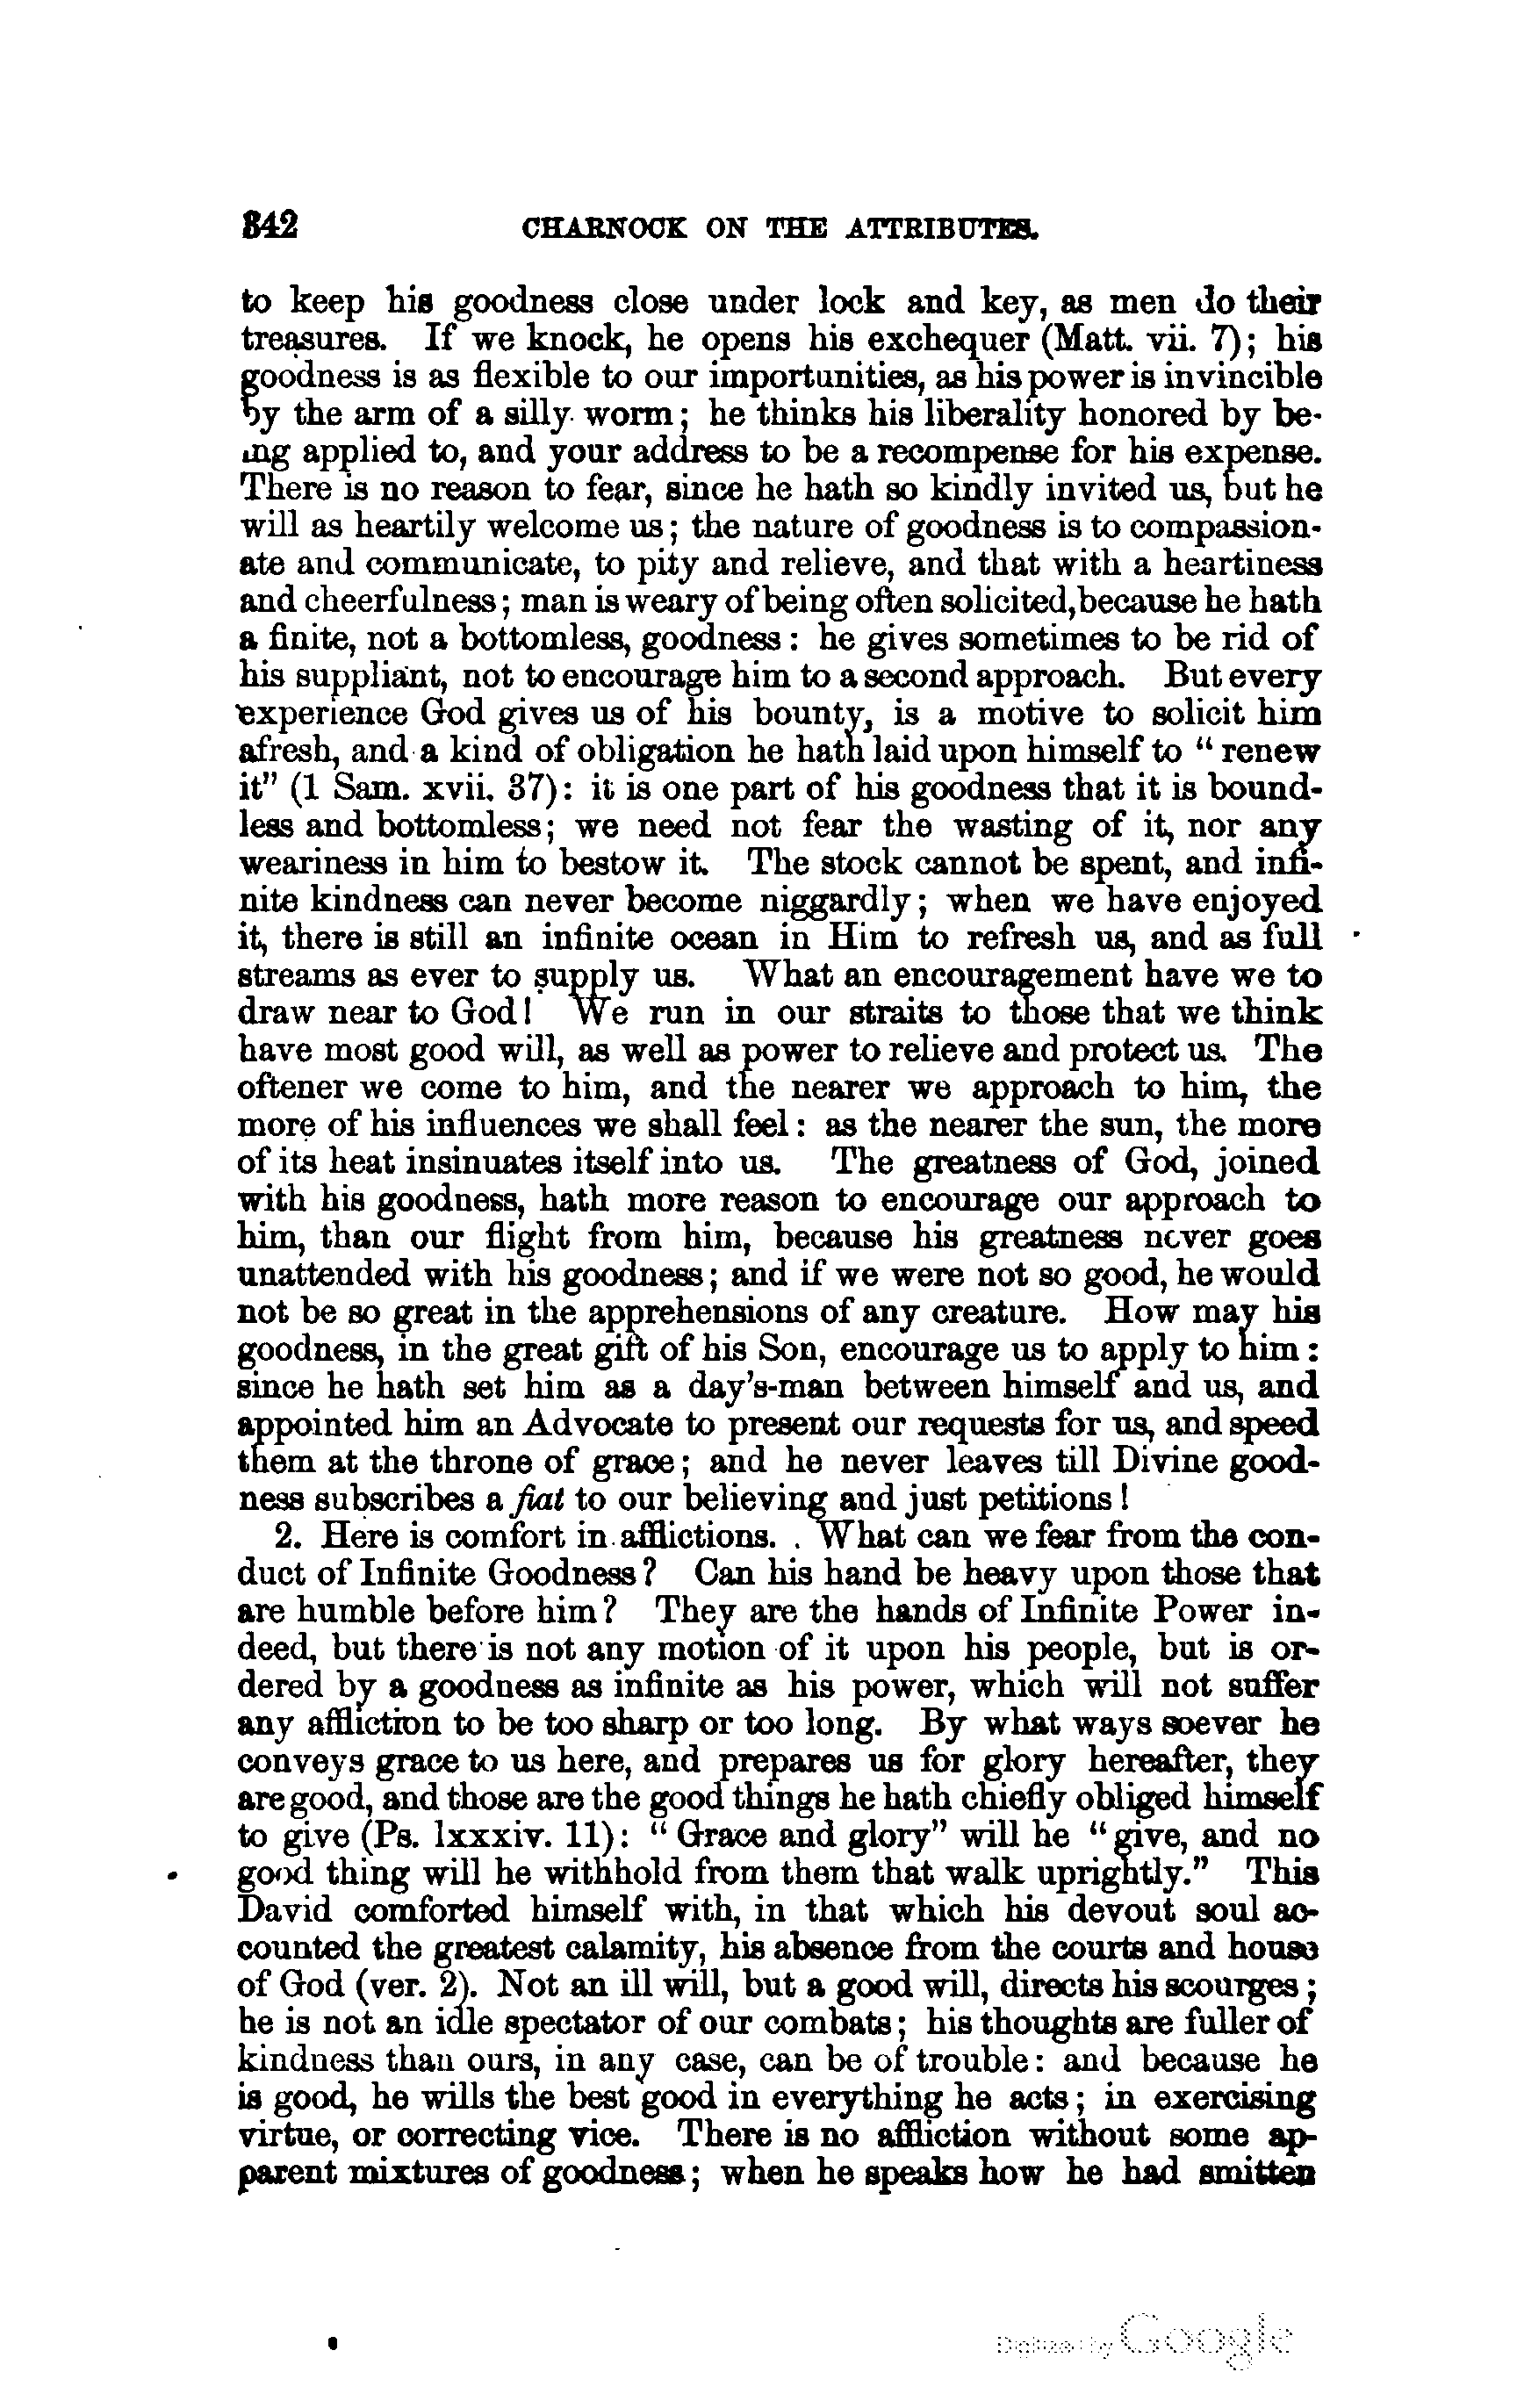 342 CHARNOCK ON THE ATTRIBUTES.
to keep his goodness close under lock and key, as men do their
treasures. If we knock, he opens his exchequer (Matt. vii. 7); his
goodness is as flexible to our importunities, as his power is invincible
by the arm of a silly worm; he thinks his liberality honored by be-
ing applied to, and your address to be a recompense for his expense.
There is no reason to fear, since he hath so kindly invited us, but he
will as heartily welcome us; the nature of goodness is to compassion-
ate and communicate, to pity and relieve, and that with a heartiness
and cheerfulness; man is weary of being often solicited, because he hath
a finite, not a bottomless, goodness: he gives sometimes to be rid of
his suppliant, not to encourage him to a second approach. But every
experience God gives us of his bounty, is a motive to solicit him
afresh, and a kind of obligation he hath laid upon himself to "renew
it" (1 Sam. xvii. 37): it is one part of his goodness that it is bound-
less and bottomless; we need not fear the wasting of it, nor any
weariness in him to bestow it. The stock cannot be spent, and infi-
nite kindness can never become niggardly; when we have enjoyed
it, there is still an infinite ocean in Him to refresh us, and as full
streams as ever to supply us. What an encouragement have we to
draw near to God! We run in our straits to those that we think
have most good will, as well as power to relieve and protect us. The
oftener we come to him, and the nearer we approach to him, the
more of his influences we shall feel: as the nearer the sun, the more
of its heat insinuates itself into us. The greatness of God, joined
with his goodness, hath more reason to encourage our approach to
him, than our flight from him, because his greatness never goes
unattended with his goodness; and if we were not so good, he would
not be so great in the apprehensions of any creature. How may his
goodness, in the great gift of his Son, encourage us to apply to him:
since he hath set him as a day's-man between himself and us, and
appointed him an Advocate to present our requests for us, and speed
them at the throne of grace; and he never leaves till Divine good-
ness subscribes a fiat to our believing and just petitions!
2. Here is comfort in afflictions. What can we fear from the con-
duct of Infinite Goodness? Can his hand be heavy upon those that
are humble before him? They are the hands of Infinite Power in-
deed, but there is not any motion of it upon his people, but is or-
dered by a goodness as infinite as his power, which will not suffer
any affliction to be too sharp or too long. By what ways soever he
conveys grace to us here, and prepares us for glory hereafter, they
are good, and those are the good things he hath chiefly obliged himself
to give (Ps. lxxxiv. 11): "Grace and glory" will he "give, and no
good thing will he withhold from them that walk uprightly." This
David comforted himself with, in that which his devout soul ac-
counted the greatest calamity, his absence from the courts and house
of God (ver. 2). Not an ill will, but a good will, directs his scourges;
he is not an idle spectator of our combats; his thoughts are fuller of
kindness than ours, in any case, can be of trouble: and because he
is good, he wills the best good in everything he acts; in exercising
virtue, or correcting vice. There is no affliction without some ap-
parent mixtures of goodness; when he speaks how he had smitten
Digitized by Google